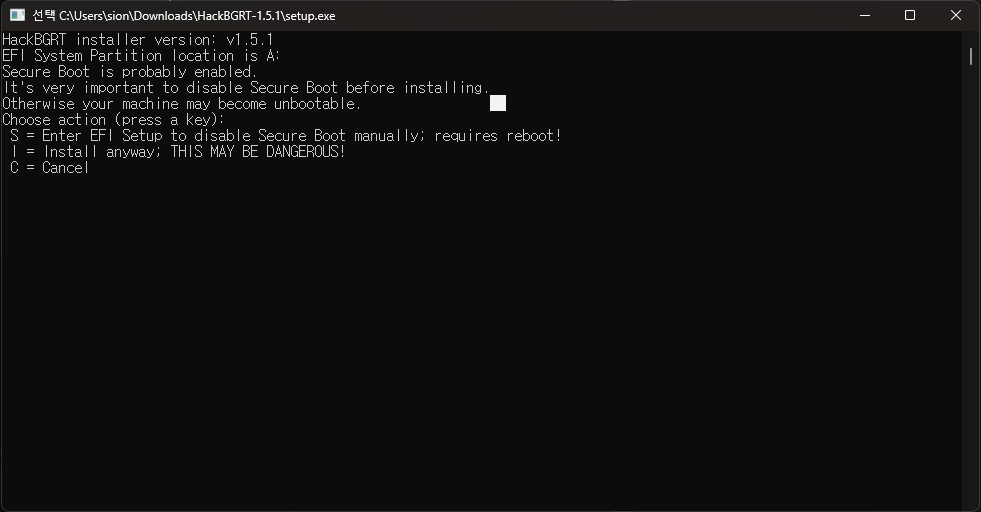 선택 C:\Users\sion\Downloads\HackBGRT-1.5.1\setup.exe
HackBGRT installer version: v1.5.1
EFI System Partition location is A:
Secure Boot is probably enabled.
It's very important to disable Secure Boot before installing.
Otherwise your machine may become unbootable.
Choose action (press a key):
S = Enter EFI Setup to disable Secure Boot manually; requires reboot!
I = Install anyway; THIS MAY BE DANGEROUS!
C = Cancel